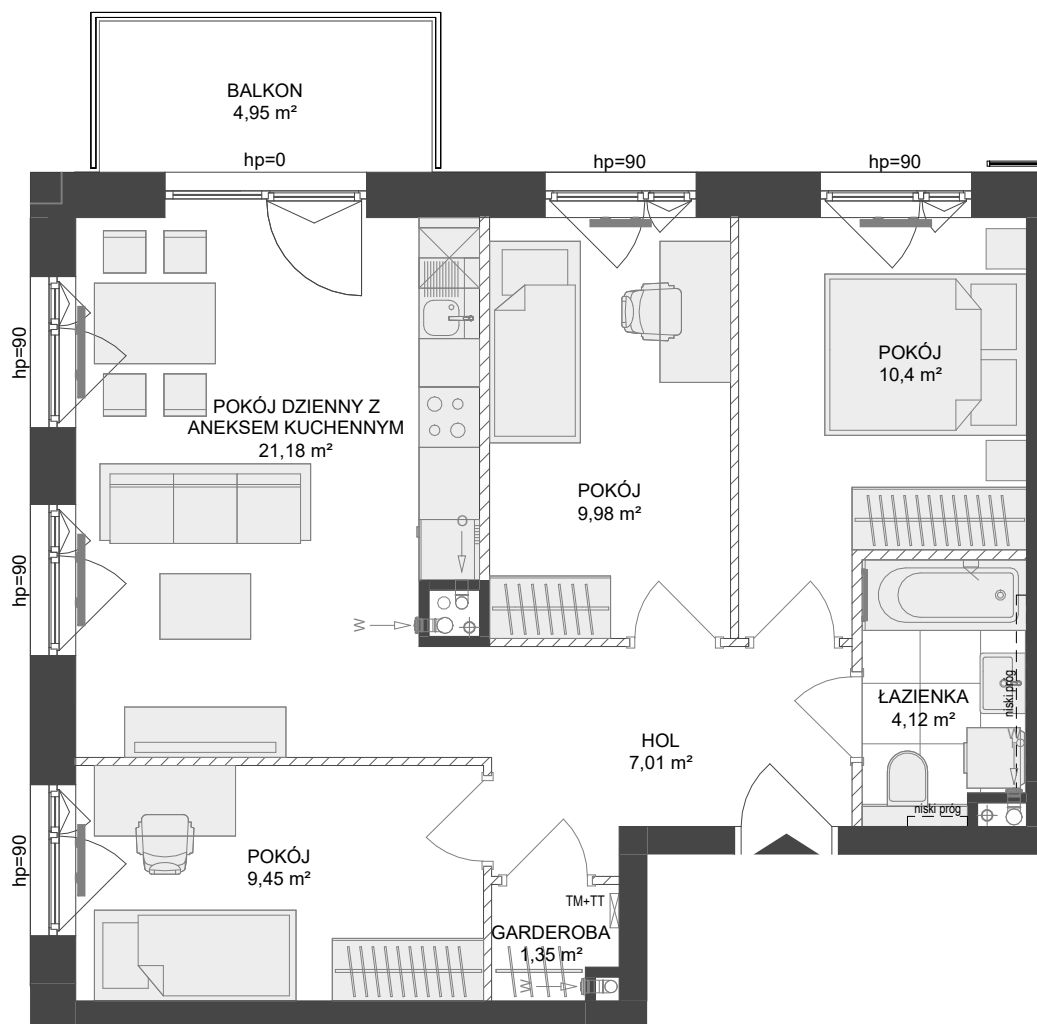 BALKON
4,95 m²
hp=0
hp=90
hp=90
hp=90
POKÓJ DZIENNY Z
ANEKSEM KUCHENNYM
21,18 m²
POKÓJ
9,98 m²
POKÓJ
10,4 m²
hp=90
W
ŁAZIENKA
4,12 m²
niski próg
W
HOL
7,01 m²
niski próg
hp=90
POKÓJ
9,45 m²
TM+TT
GARDEROBA
1,35 m²
W